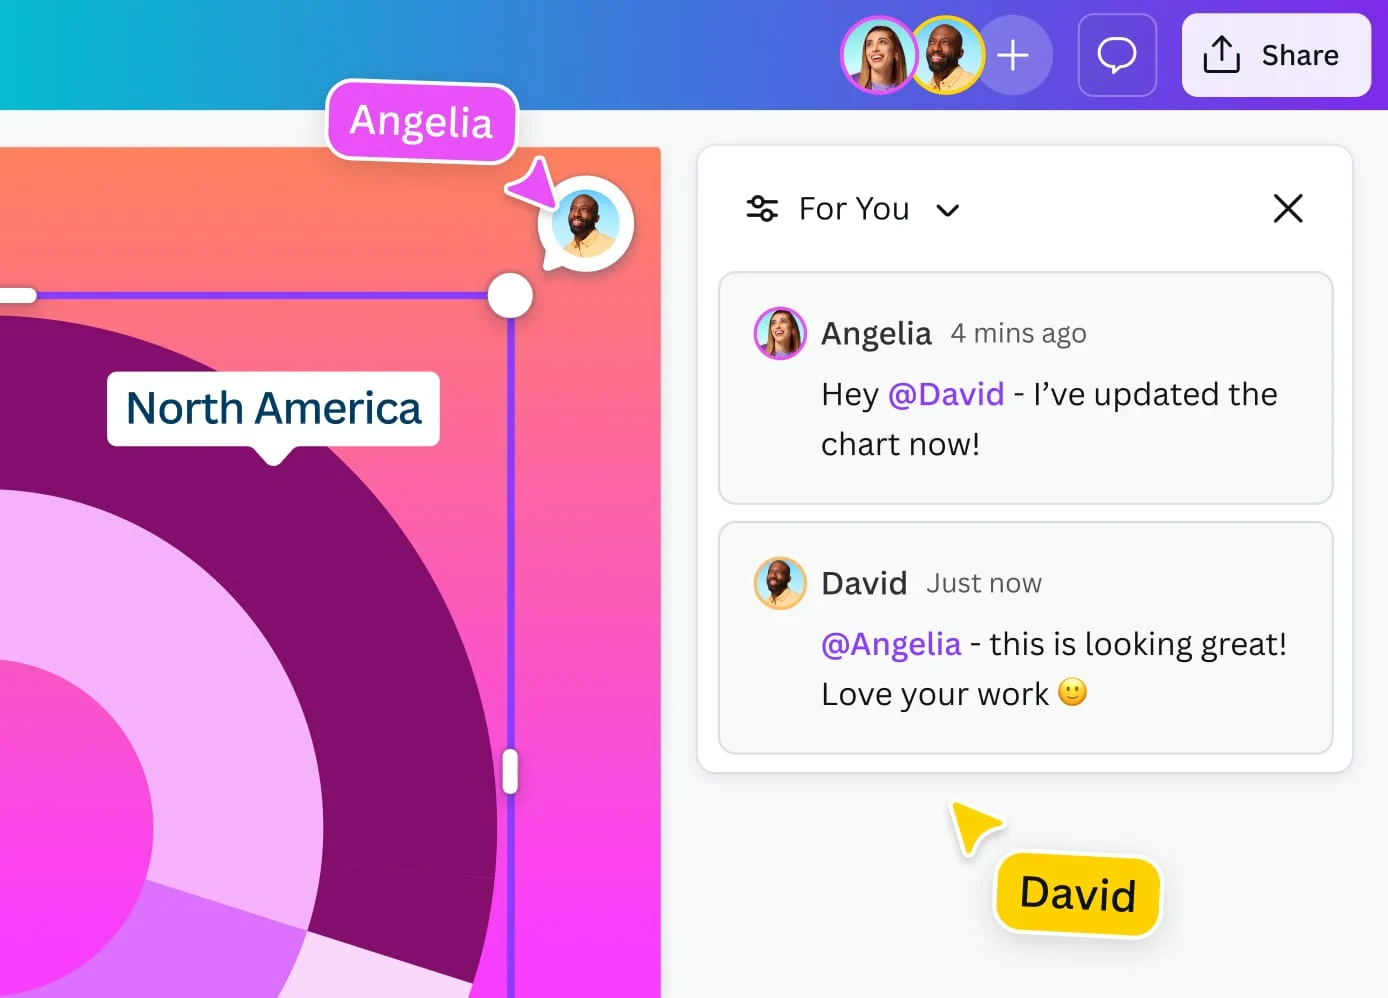 Share
Angelia
For You
North America
Angelia 4 mins ago
Hey @David - I’ve updated the
chart now!
David Just now
@Angelia - this is looking great!
Love your work 🙂
David